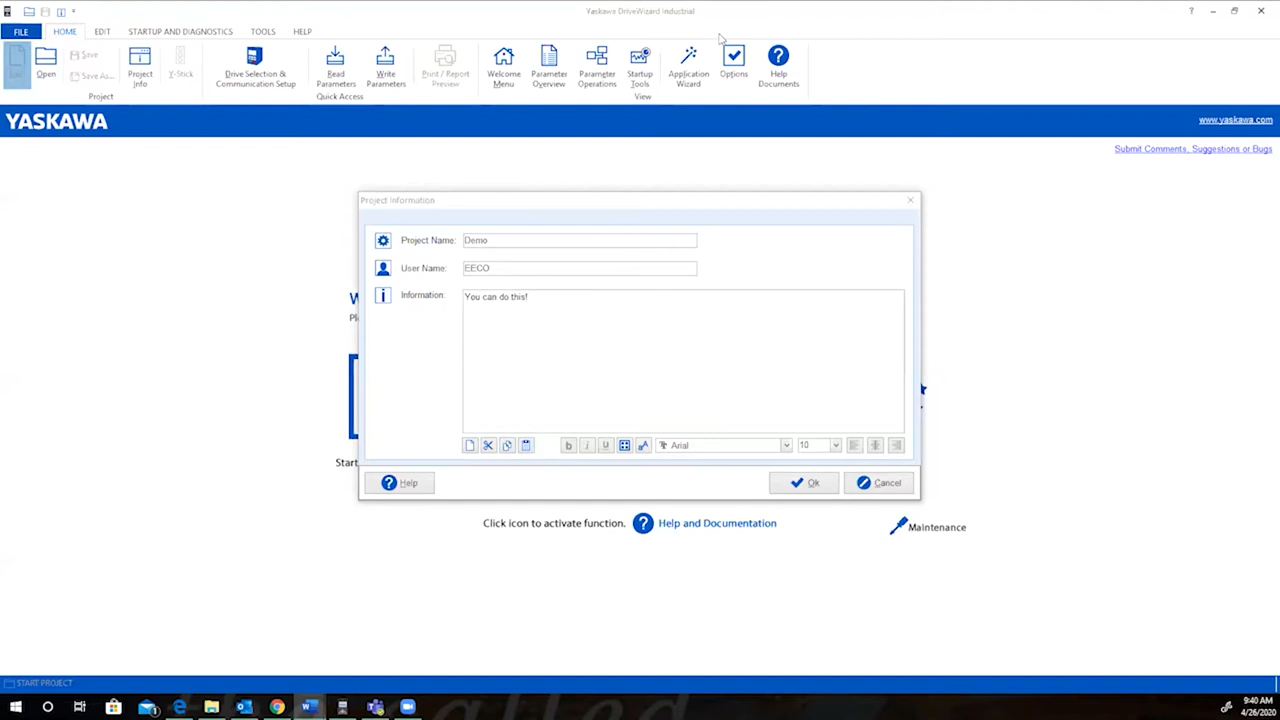 Yaskawa DriveWizard Industrial
FILE HOME EDIT STARTUP AND DIAGNOSTICS TOOLS HELP
Open
Save
Save As...
Project Info
Y-Stick
Drive Selection & Communication Setup
Read Parameters
Write Parameters
Print / Report Preview
Welcome Menu
Parameter Overview
Parameter Operations
Startup Tools
Application Wizard
Options
Help Documents
Project Quick Access View
YASKAWA
www.yaskawa.com
Submit Comments, Suggestions or Bugs
Project Information
Project Name: Demo
User Name: EECO
Information: You can do this!
b i U
Arial 10
Help Ok Cancel
Start
Click icon to activate function. ? Help and Documentation
Maintenance
START PROJECT
9:40 AM
4/26/2020